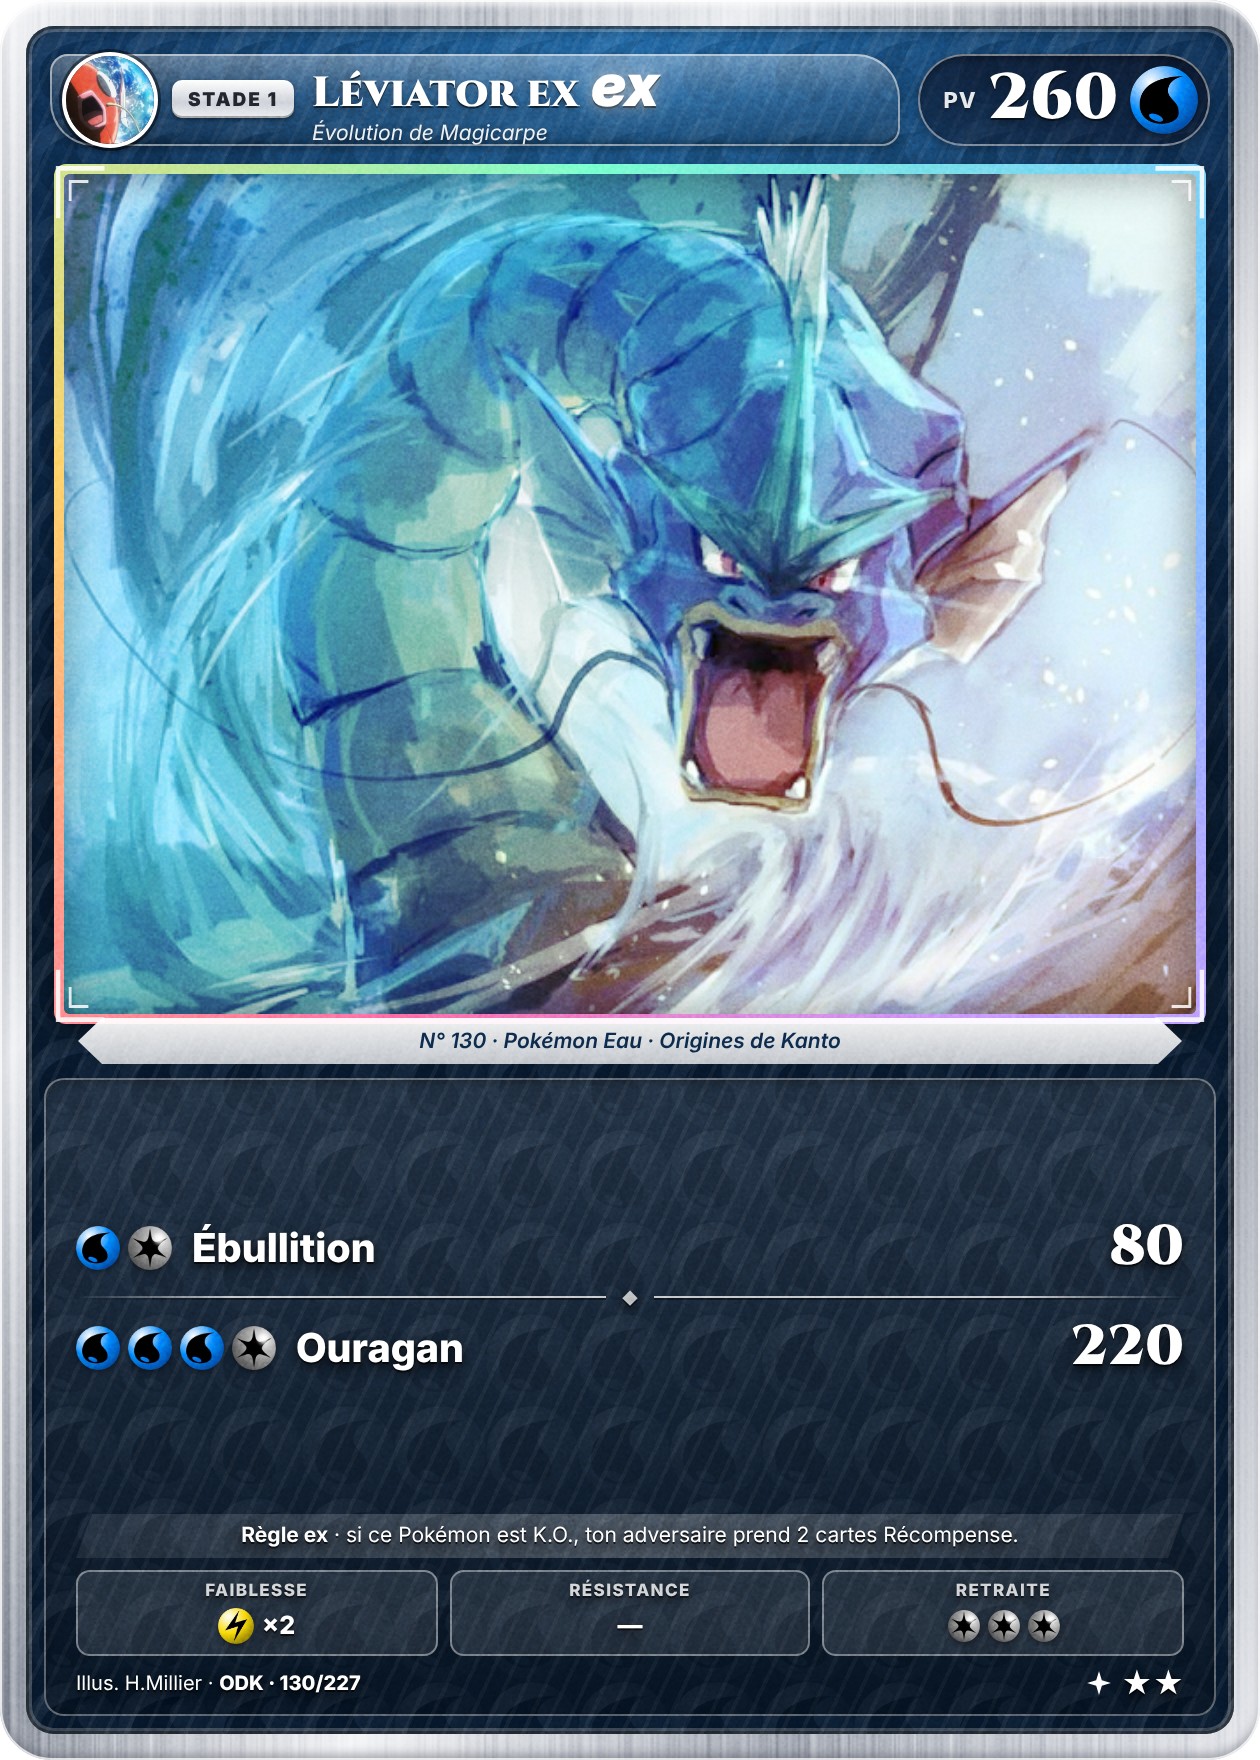 STADE 1
LÉVIATOR EX ex
Évolution de Magicarpe
PV 260
N° 130 · Pokémon Eau · Origines de Kanto
Ébullition 80
Ouragan 220
Règle ex · si ce Pokémon est K.O., ton adversaire prend 2 cartes Récompense.
FAIBLESSE
×2
RÉSISTANCE
—
RETRAITE
Illus. H.Millier · ODK · 130/227